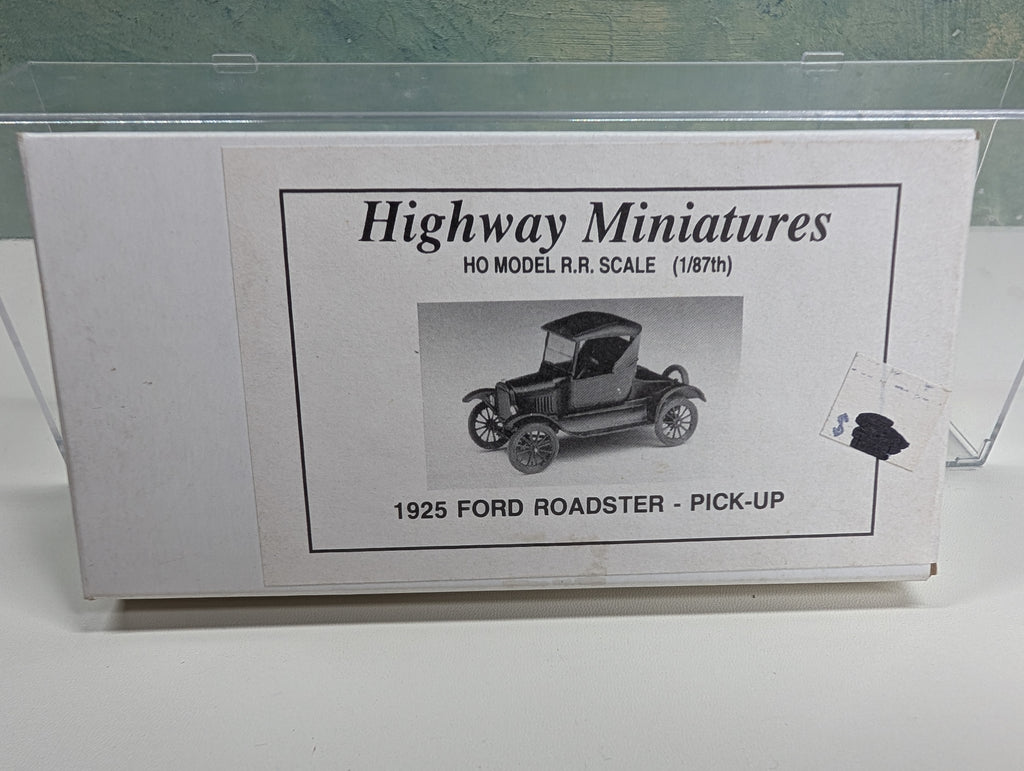 Highway Miniatures
HO MODEL R.R. SCALE (1/87th)
1925 FORD ROADSTER - PICK-UP
$